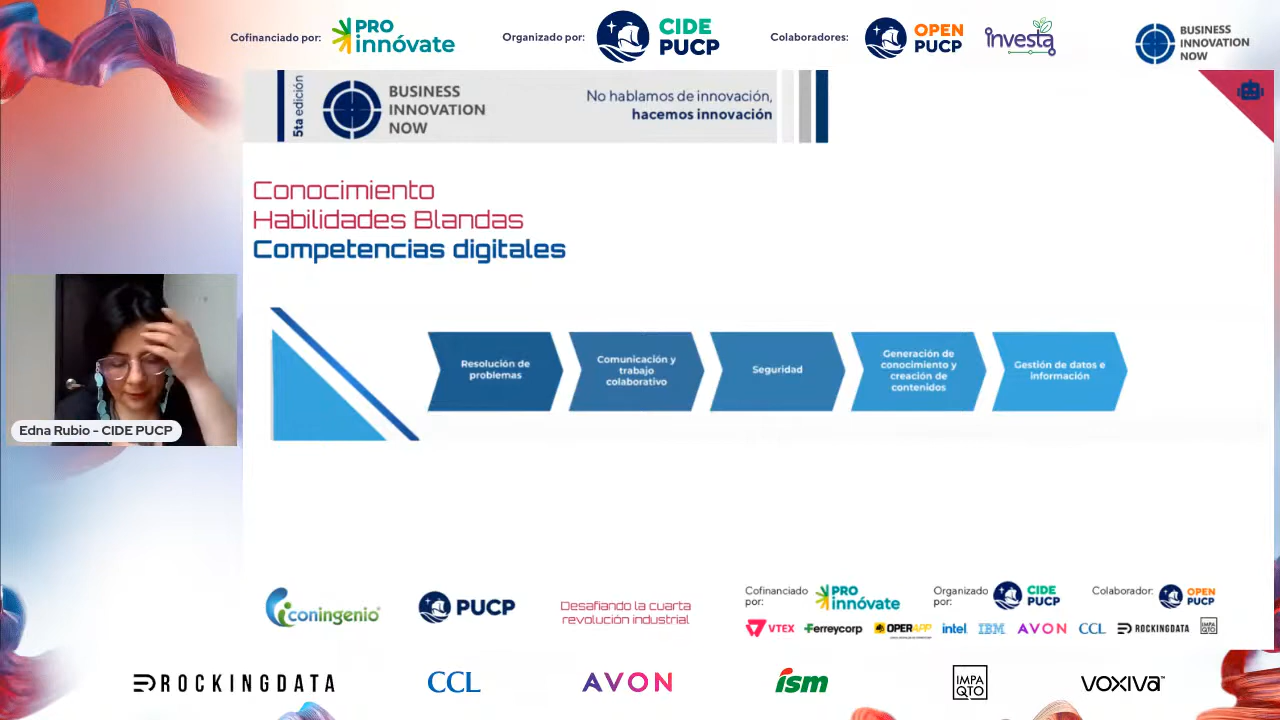 Cofinanciado por:
PRO
innóvate
Organizado por:
CIDE
PUCP
Colaboradores:
OPEN
PUCP
investa
BUSINESS
INNOVATION
NOW
5ta edición
BUSINESS
INNOVATION
NOW
No hablamos de innovación,
hacemos innovación
Conocimiento
Habilidades Blandas
Competencias digitales
Resolución de
problemas
Comunicación y
trabajo
colaborativo
Seguridad
Generación de
conocimiento y
creación de
contenidos
Gestión de datos e
información
Edna Rubio - CIDE PUCP
coningenio
PUCP
Desafiando la cuarta
revolución industrial
Cofinanciado
por:
PRO
innóvate
Organizado
por:
CIDE
PUCP
Colaborador:
OPEN
PUCP
VTEX
Ferreycorp
OPERAPP
intel
IBM
AVON
CCL
ROCKINGDATA
IMPA
QTO
ROCKINGDATA
CCL
AVON
ism
IMPA
QTO
VOXIVA